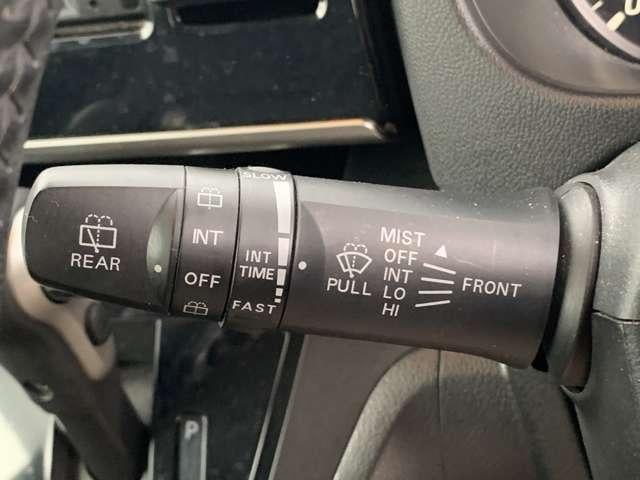 REAR
INT
OFF
SLOW
INT
TIME
FAST
PULL
MIST
OFF
INT
LO
HI
FRONT
P